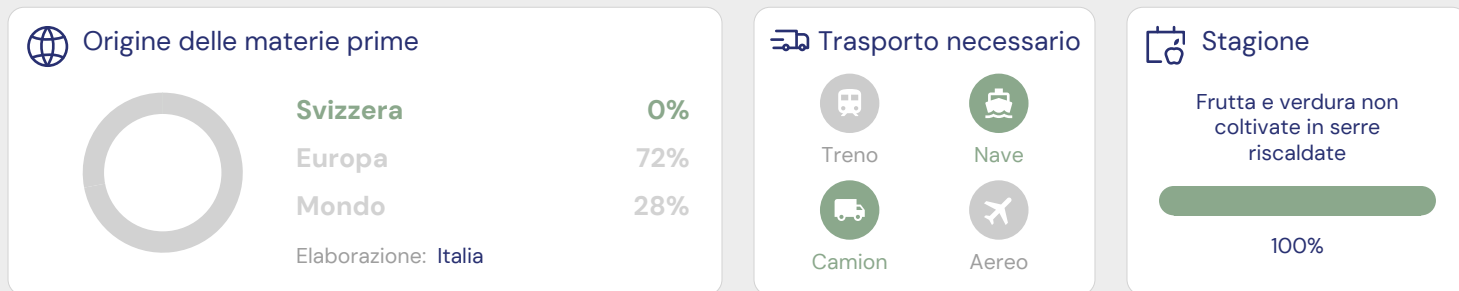 Origine delle materie prime
Svizzera 0%
Europa 72%
Mondo 28%
Elaborazione: Italia
Trasporto necessario
Treno Nave
Camion Aereo
Stagione
Frutta e verdura non
coltivate in serre
riscaldate
100%